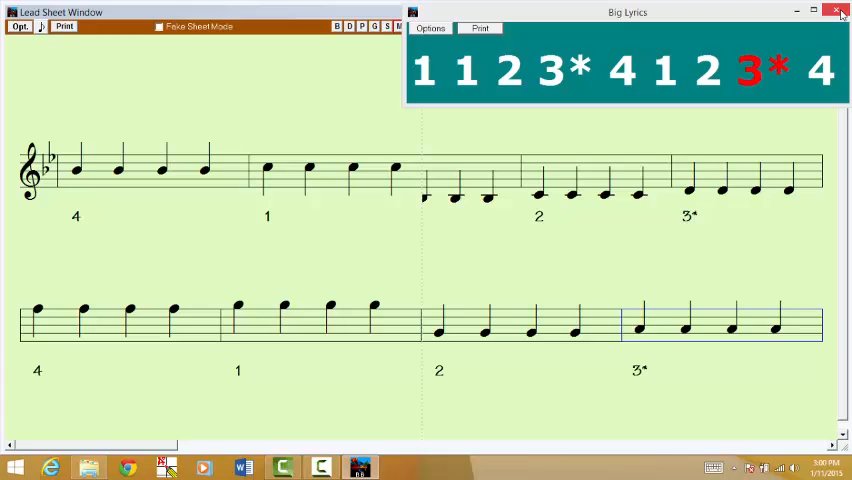 Lead Sheet Window
Big Lyrics
Opt. Print Fake Sheet Mode B D P G S M
Options Print
1 1 2 3* 4 1 2 3* 4
4 1 2 3*
4 1 2 3*
3:00 PM
1/11/2015